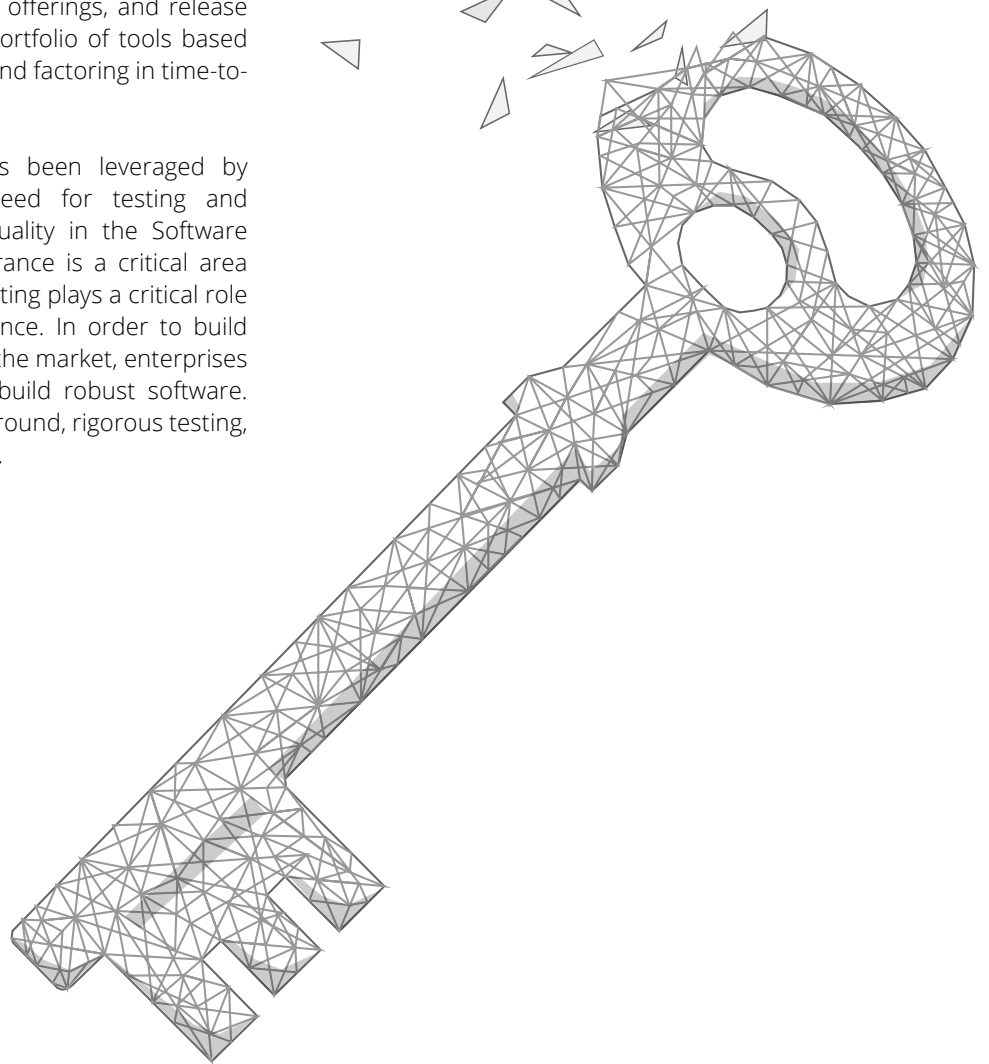 offerings, and release
ortfolio of tools based
nd factoring in time-to-
s been leveraged by
eed for testing and
uality in the Software
rance is a critical area
ting plays a critical role
nce. In order to build
the market, enterprises
build robust software.
round, rigorous testing,
.